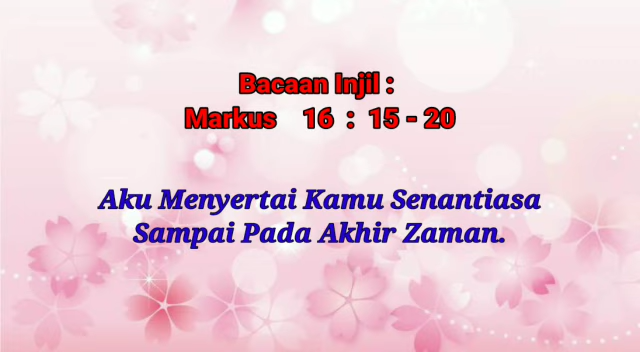 Bacaan Injil :
Markus 16 : 15 - 20
Aku Menyertai Kamu Senantiasa
Sampai Pada Akhir Zaman.